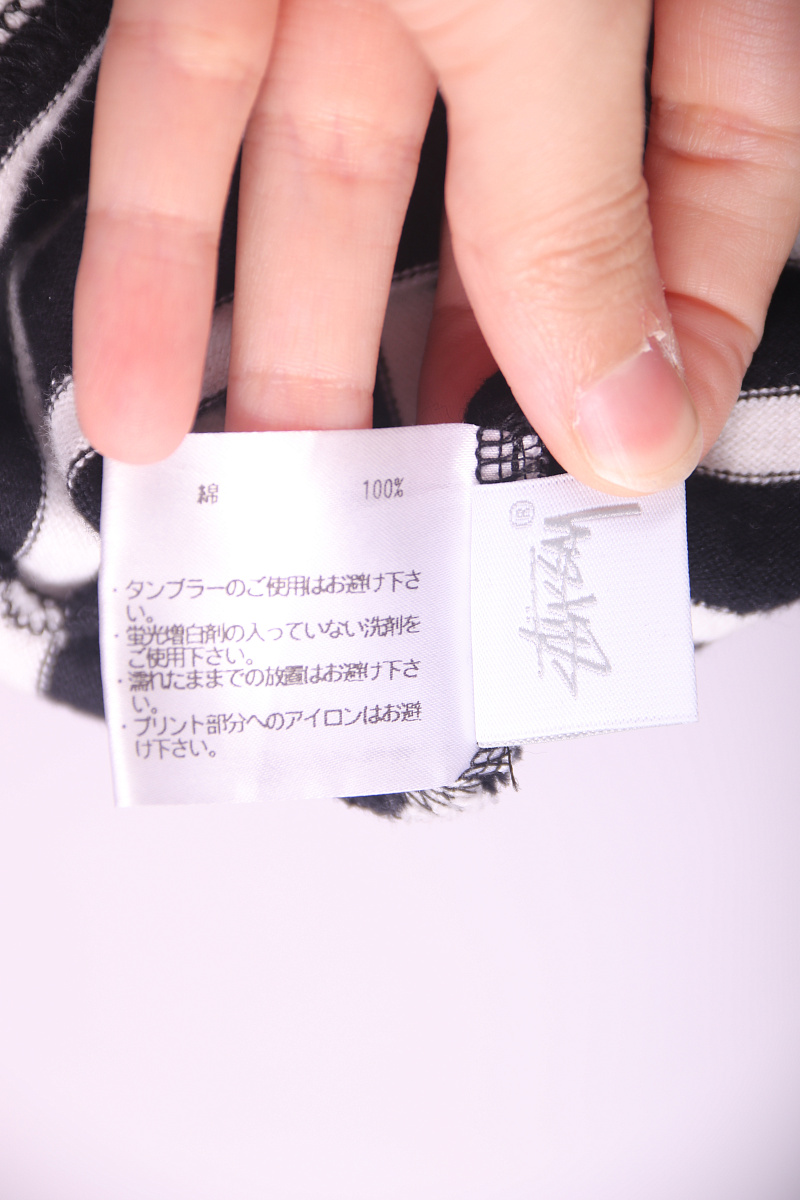 綿 100%
・タンブラーのご使用はお避け下さ
い。
・蛍光増白剤の入っていない洗剤を
ご使用下さい。
・濡れたままでの放置はお避け下さ
い。
・プリント部分へのアイロンはお避
け下さい。
Stüssy ®